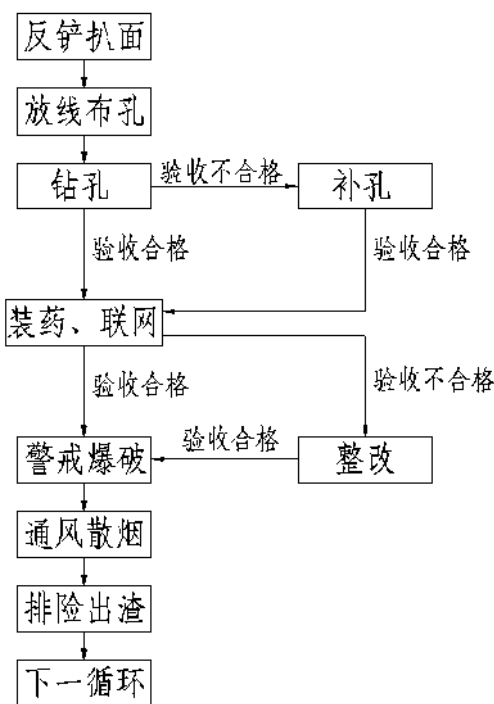 反铲扒面
放线布孔
钻孔
验收不合格
补孔
验收合格
验收合格
装药、联网
验收合格
验收不合格
警戒爆破
验收合格
整改
通风散烟
排险出渣
下一循环